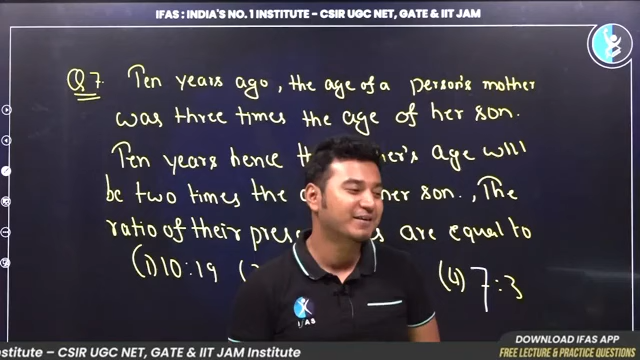 IFAS : INDIA'S NO. 1 INSTITUTE – CSIR UGC NET, GATE & IIT JAM
Q7. Ten years ago, the age of a person's mother
was three times the age of her son.
Ten years hence er's age will
be two times the her son., The
ratio of their pres s are equal to
(1) 10:19 (4) 7:3
IFAS
DOWNLOAD IFAS APP
nstitute – CSIR UGC NET, GATE & IIT JAM Institute
FREE LECTURE & PRACTICE QUESTIONS